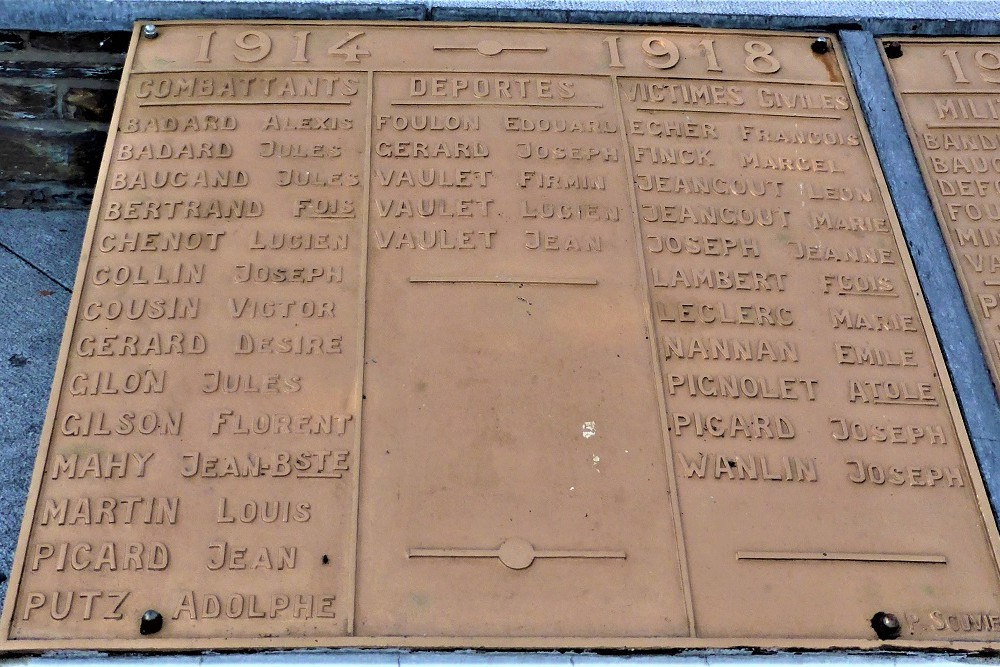 1914 1918
COMBATTANTS
BADARD ALEXIS
BADARD JULES
BAUCAND JULES
BERTRAND FOIS
CHENOT LUCIEN
COLLIN JOSEPH
COUSIN VICTOR
GERARD DESIRE
GILON JULES
GILSON FLORENT
MAHY JEAN-BSTE
MARTIN LOUIS
PICARD JEAN
PUTZ ADOLPHE
DEPORTES
FOULON EDOUARD
GERARD JOSEPH
VAULET FIRMIN
VAULET LUCIEN
VAULET JEAN
VICTIMES CIVILES
ECHER FRANCOIS
FINCK MARCEL
JEANGOUT LEON
JEANGOUT MARIE
JOSEPH JEANNE
LAMBERT FÇOIS
LECLERC MARIE
NANNAN EMILE
PIGNOLET ATOLE
PICARD JOSEPH
WANLIN JOSEPH